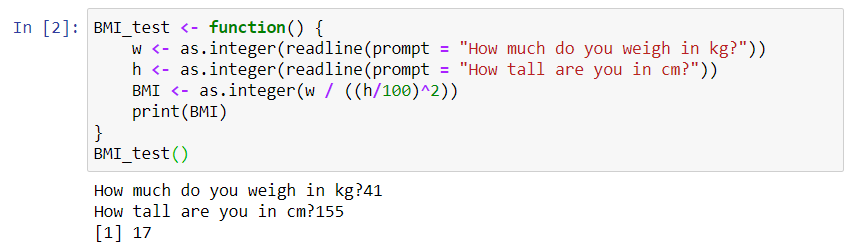 In [2]: BMI_test <- function() {
    w <- as.integer(readline(prompt = "How much do you weigh in kg?"))
    h <- as.integer(readline(prompt = "How tall are you in cm?"))
    BMI <- as.integer(w / ((h/100)^2))
    print(BMI)
}
BMI_test()
How much do you weigh in kg?41
How tall are you in cm?155
[1] 17